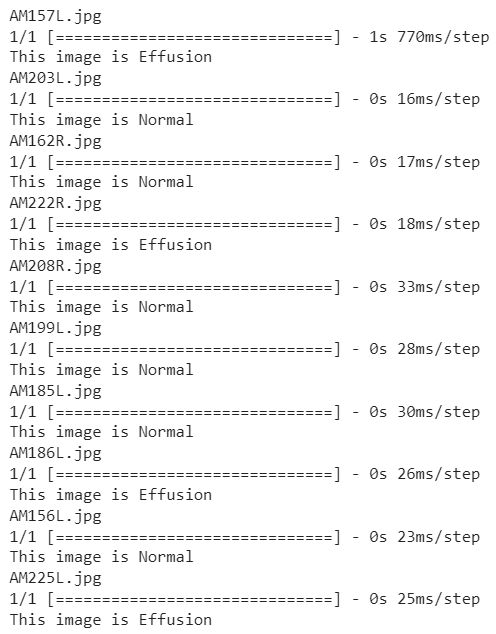 AM157L.jpg
1/1 [==============================] - 1s 770ms/step
This image is Effusion
AM203L.jpg
1/1 [==============================] - 0s 16ms/step
This image is Normal
AM162R.jpg
1/1 [==============================] - 0s 17ms/step
This image is Normal
AM222R.jpg
1/1 [==============================] - 0s 18ms/step
This image is Effusion
AM208R.jpg
1/1 [==============================] - 0s 33ms/step
This image is Normal
AM199L.jpg
1/1 [==============================] - 0s 28ms/step
This image is Normal
AM185L.jpg
1/1 [==============================] - 0s 30ms/step
This image is Normal
AM186L.jpg
1/1 [==============================] - 0s 26ms/step
This image is Effusion
AM156L.jpg
1/1 [==============================] - 0s 23ms/step
This image is Normal
AM225L.jpg
1/1 [==============================] - 0s 25ms/step
This image is Effusion